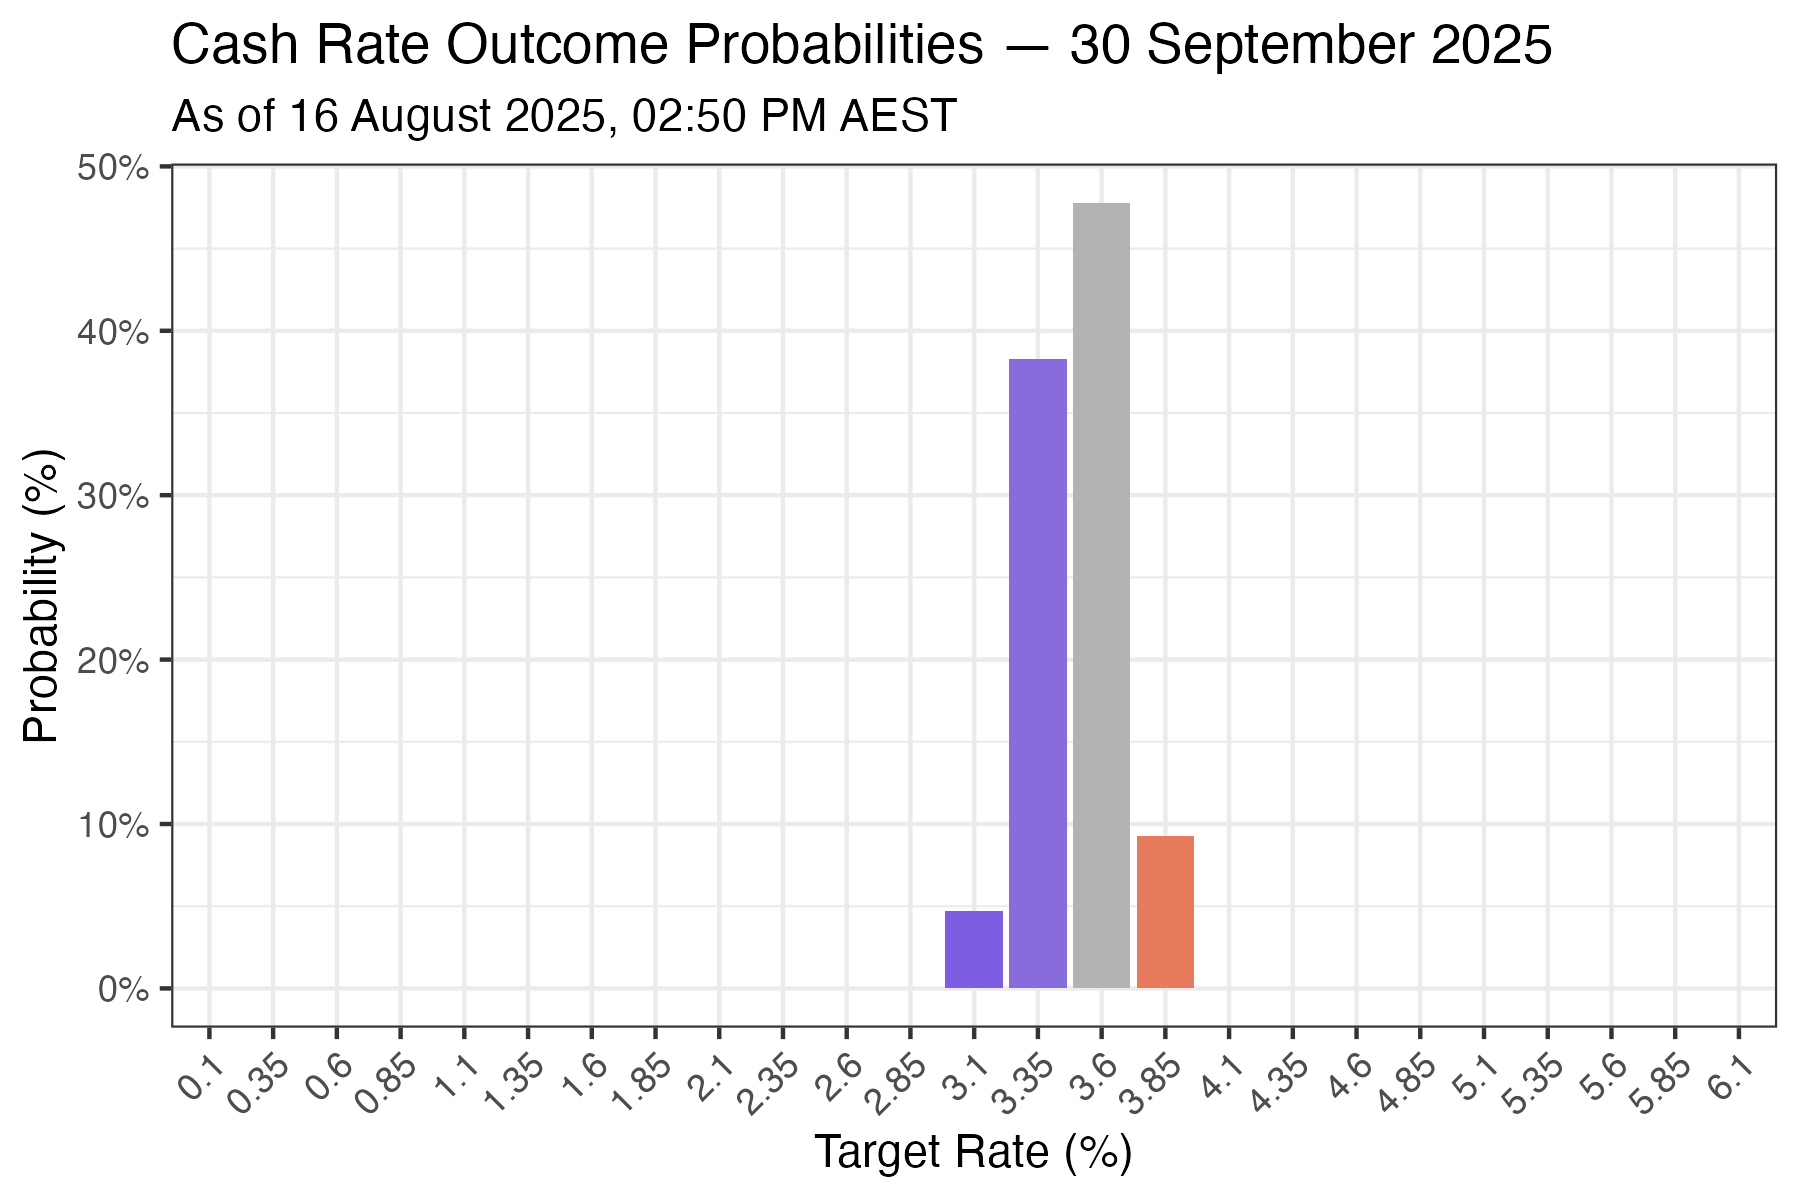 Cash Rate Outcome Probabilities — 30 September 2025
As of 16 August 2025, 02:50 PM AEST
Probability (%)
50%
40%
30%
20%
10%
0%
0.1 0.35 0.6 0.85 1.1 1.35 1.6 1.85 2.1 2.35 2.6 2.85 3.1 3.35 3.6 3.85 4.1 4.35 4.6 4.85 5.1 5.35 5.6 5.85 6.1
Target Rate (%)